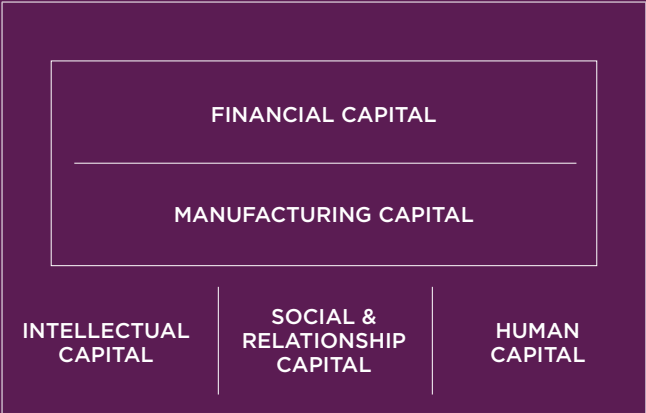 FINANCIAL CAPITAL
MANUFACTURING CAPITAL
INTELLECTUAL
CAPITAL
SOCIAL &
RELATIONSHIP
CAPITAL
HUMAN
CAPITAL